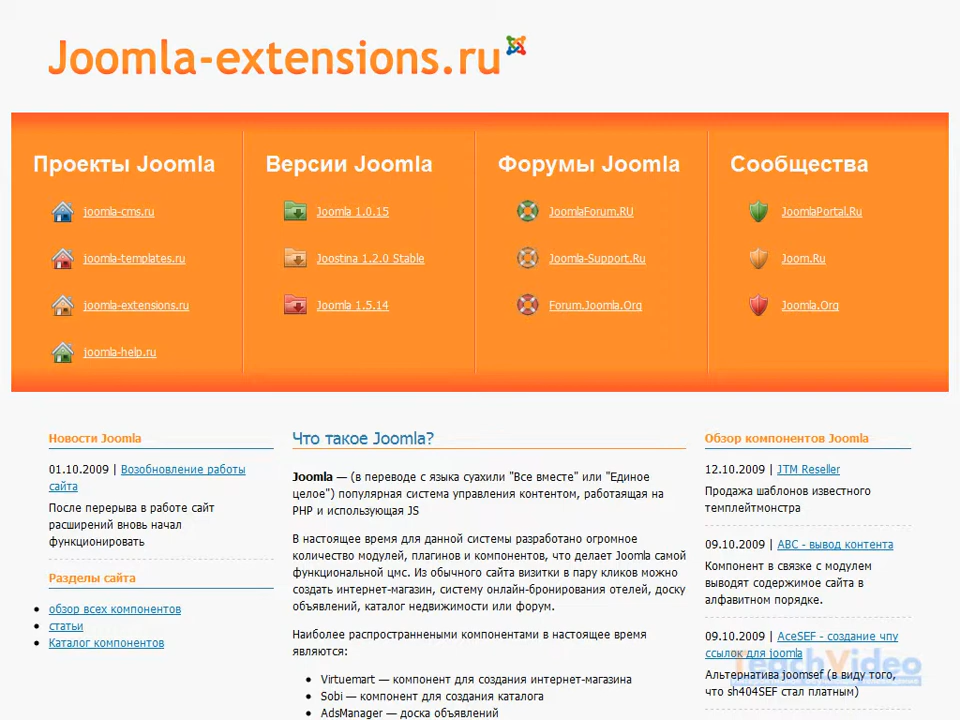 Joomla-extensions.ru
Проекты Joomla
joomla-cms.ru
joomla-templates.ru
joomla-extensions.ru
joomla-help.ru
Версии Joomla
Joomla 1.0.15
Joostina 1.2.0 Stable
Joomla 1.5.14
Форумы Joomla
JoomlaForum.RU
Joomla-Support.Ru
Forum.Joomla.Org
Сообщества
JoomlaPortal.Ru
Joom.Ru
Joomla.Org
Новости Joomla
01.10.2009 | Возобновление работы
сайта
После перерыва в работе сайт
расширений вновь начал
функционировать
Разделы сайта
обзор всех компонентов
статьи
Каталог компонентов
Что такое Joomla?
Joomla — (в переводе с языка суахили "Все вместе" или "Единое
целое") популярная система управления контентом, работаящая на
PHP и использующая JS
В настоящее время для данной системы разработано огромное
количество модулей, плагинов и компонентов, что делает Joomla самой
функциональной цмс. Из обычного сайта визитки в пару кликов можно
создать интернет-магазин, систему онлайн-бронирования отелей, доску
объявлений, каталог недвижимости или форум.
Наиболее распространнеными компонентами в настоящее время
являются:
Virtuemart — компонент для создания интернет-магазина
Sobi — компонент для создания каталога
AdsManager — доска объявлений
Обзор компонентов Joomla
12.10.2009 | JTM Reseller
Продажа шаблонов известного
темплейтмонстра
09.10.2009 | ABC - вывод контента
Компонент в связке с модулем
выводят содержимое сайта в
алфавитном порядке.
09.10.2009 | AceSEF - создание чпу
ссылок для joomla
Альтернатива joomsef (в виду того,
что sh404SEF стал платным)
TeachVideo